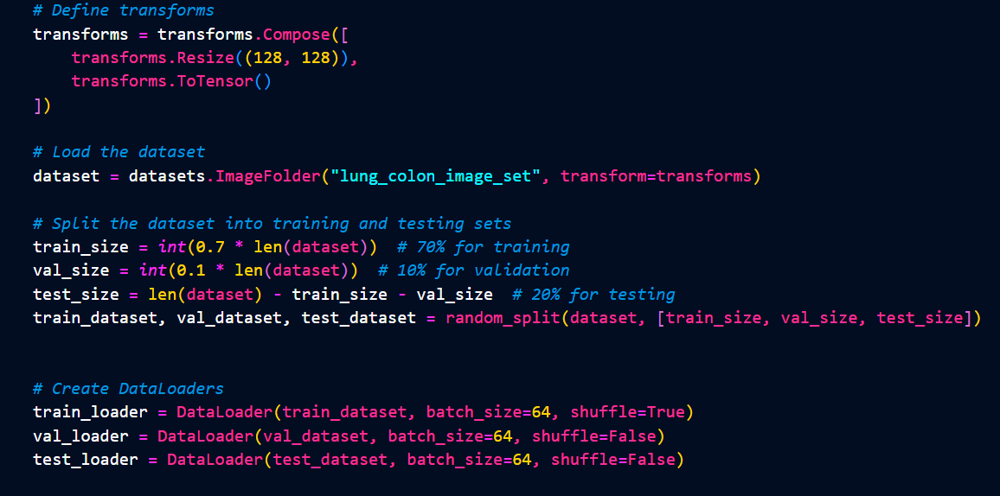 # Define transforms
transforms = transforms.Compose([
    transforms.Resize((128, 128)),
    transforms.ToTensor()
])
# Load the dataset
dataset = datasets.ImageFolder("lung_colon_image_set", transform=transforms)
# Split the dataset into training and testing sets
train_size = int(0.7 * len(dataset))  # 70% for training
val_size = int(0.1 * len(dataset))  # 10% for validation
test_size = len(dataset) - train_size - val_size  # 20% for testing
train_dataset, val_dataset, test_dataset = random_split(dataset, [train_size, val_size, test_size])
# Create DataLoaders
train_loader = DataLoader(train_dataset, batch_size=64, shuffle=True)
val_loader = DataLoader(val_dataset, batch_size=64, shuffle=False)
test_loader = DataLoader(test_dataset, batch_size=64, shuffle=False)